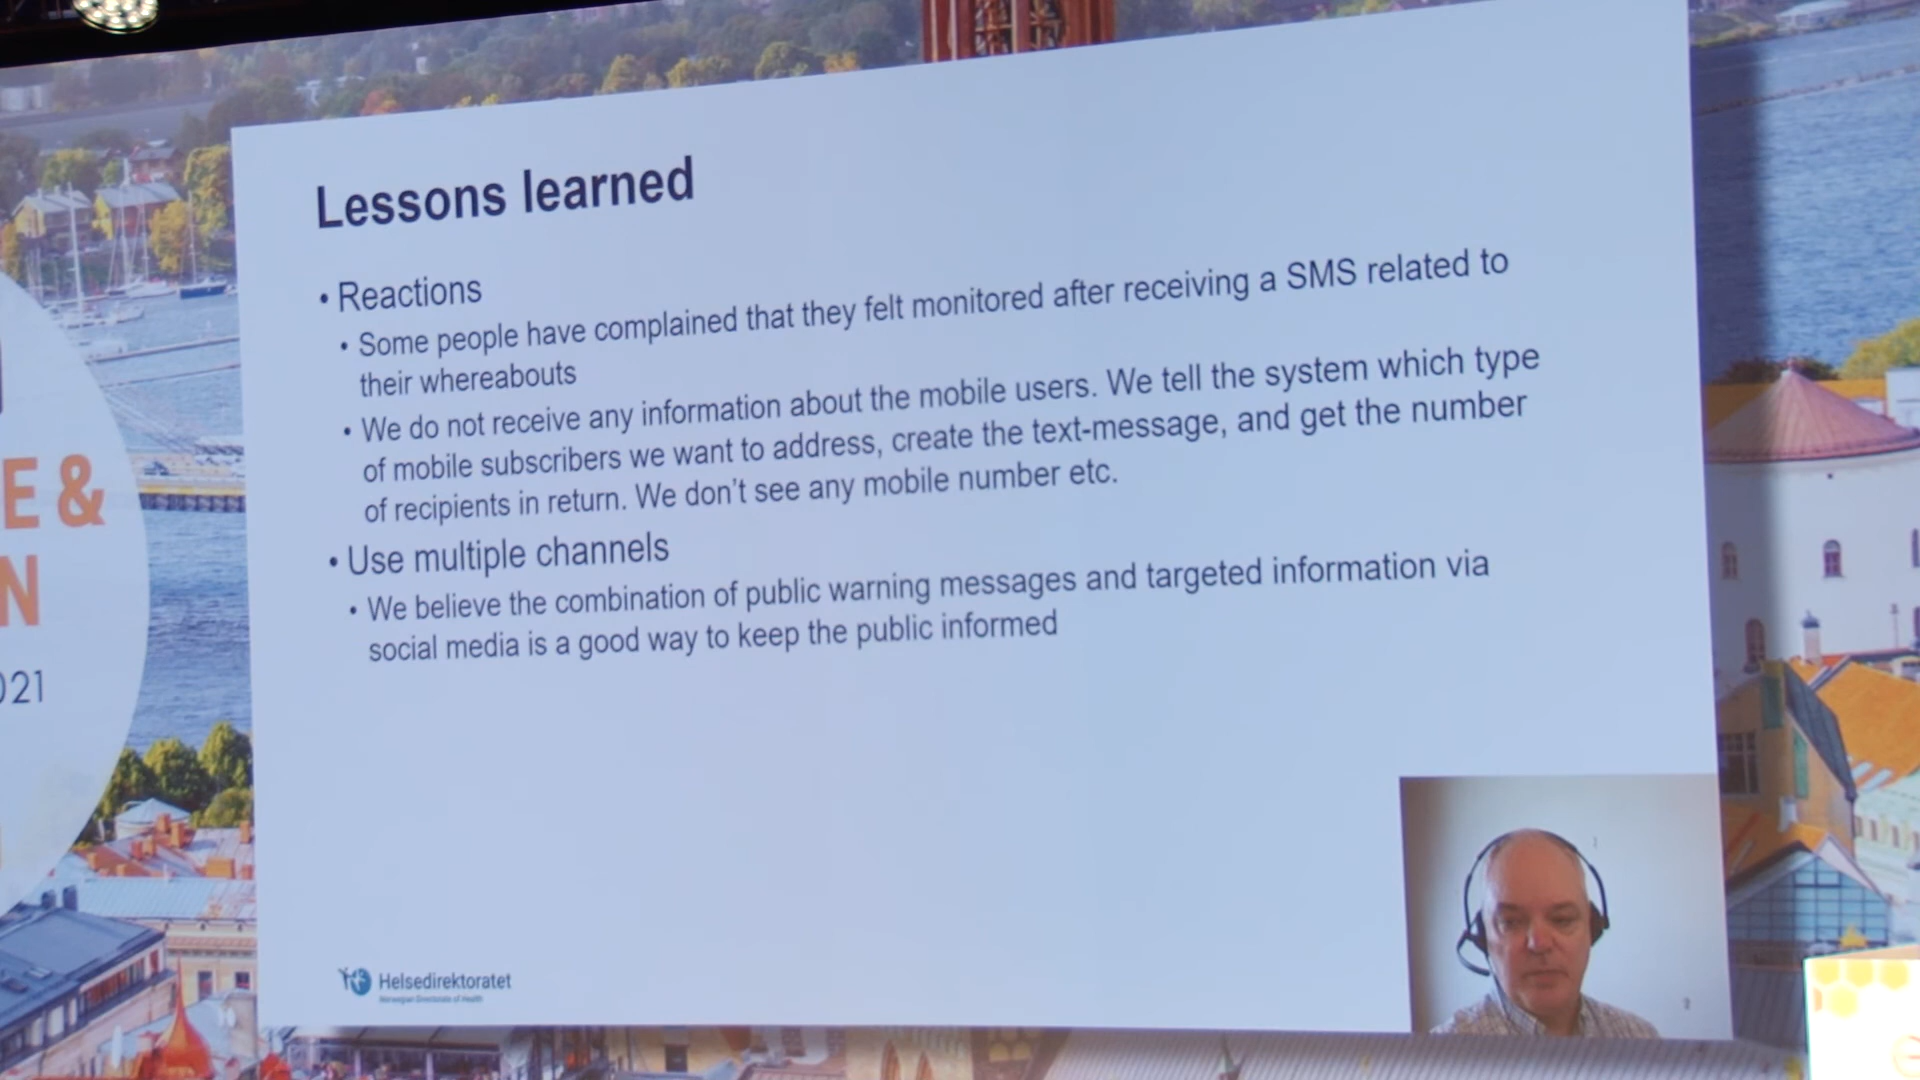 Lessons learned
• Reactions
• Some people have complained that they felt monitored after receiving a SMS related to
their whereabouts
• We do not receive any information about the mobile users. We tell the system which type
of mobile subscribers we want to address, create the text-message, and get the number
of recipients in return. We don't see any mobile number etc.
• Use multiple channels
• We believe the combination of public warning messages and targeted information via
social media is a good way to keep the public informed
Helsedirektoratet
Norwegian Directorate of Health
E &
N
021